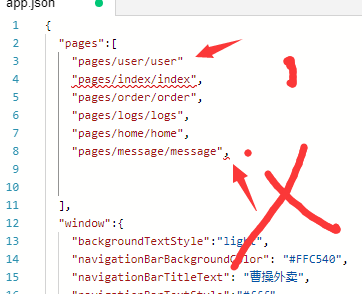 app.json
1 {
2 "pages":[
3 "pages/user/user"
4 "pages/index/index",
5 "pages/order/order",
6 "pages/logs/logs",
7 "pages/home/home",
8 "pages/message/message",
9
10
11 ],
12 "window":{
13 "backgroundTextStyle":"light",
14 "navigationBarBackgroundColor": "#FFC540",
15 "navigationBarTitleText": "曹操外卖",